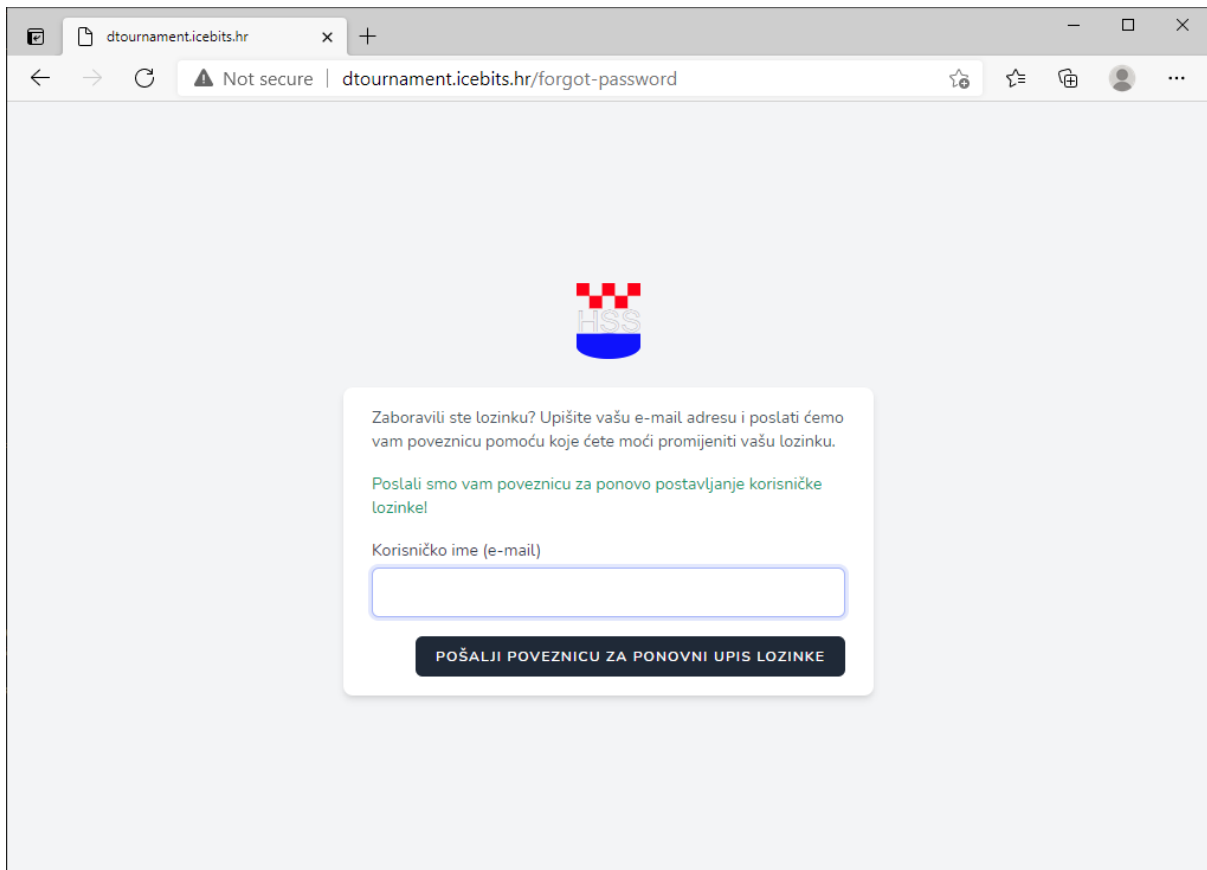 dtournament.icebits.hr
Not secure
dtournament.icebits.hr/forgot-password
HSS
Zaboravili ste lozinku? Upišite vašu e-mail adresu i poslati ćemo
vam poveznicu pomoću koje ćete moći promijeniti vašu lozinku.
Poslali smo vam poveznicu za ponovo postavljanje korisničke
lozinke!
Korisničko ime (e-mail)
POŠALJI POVEZNICU ZA PONOVNI UPIS LOZINKE